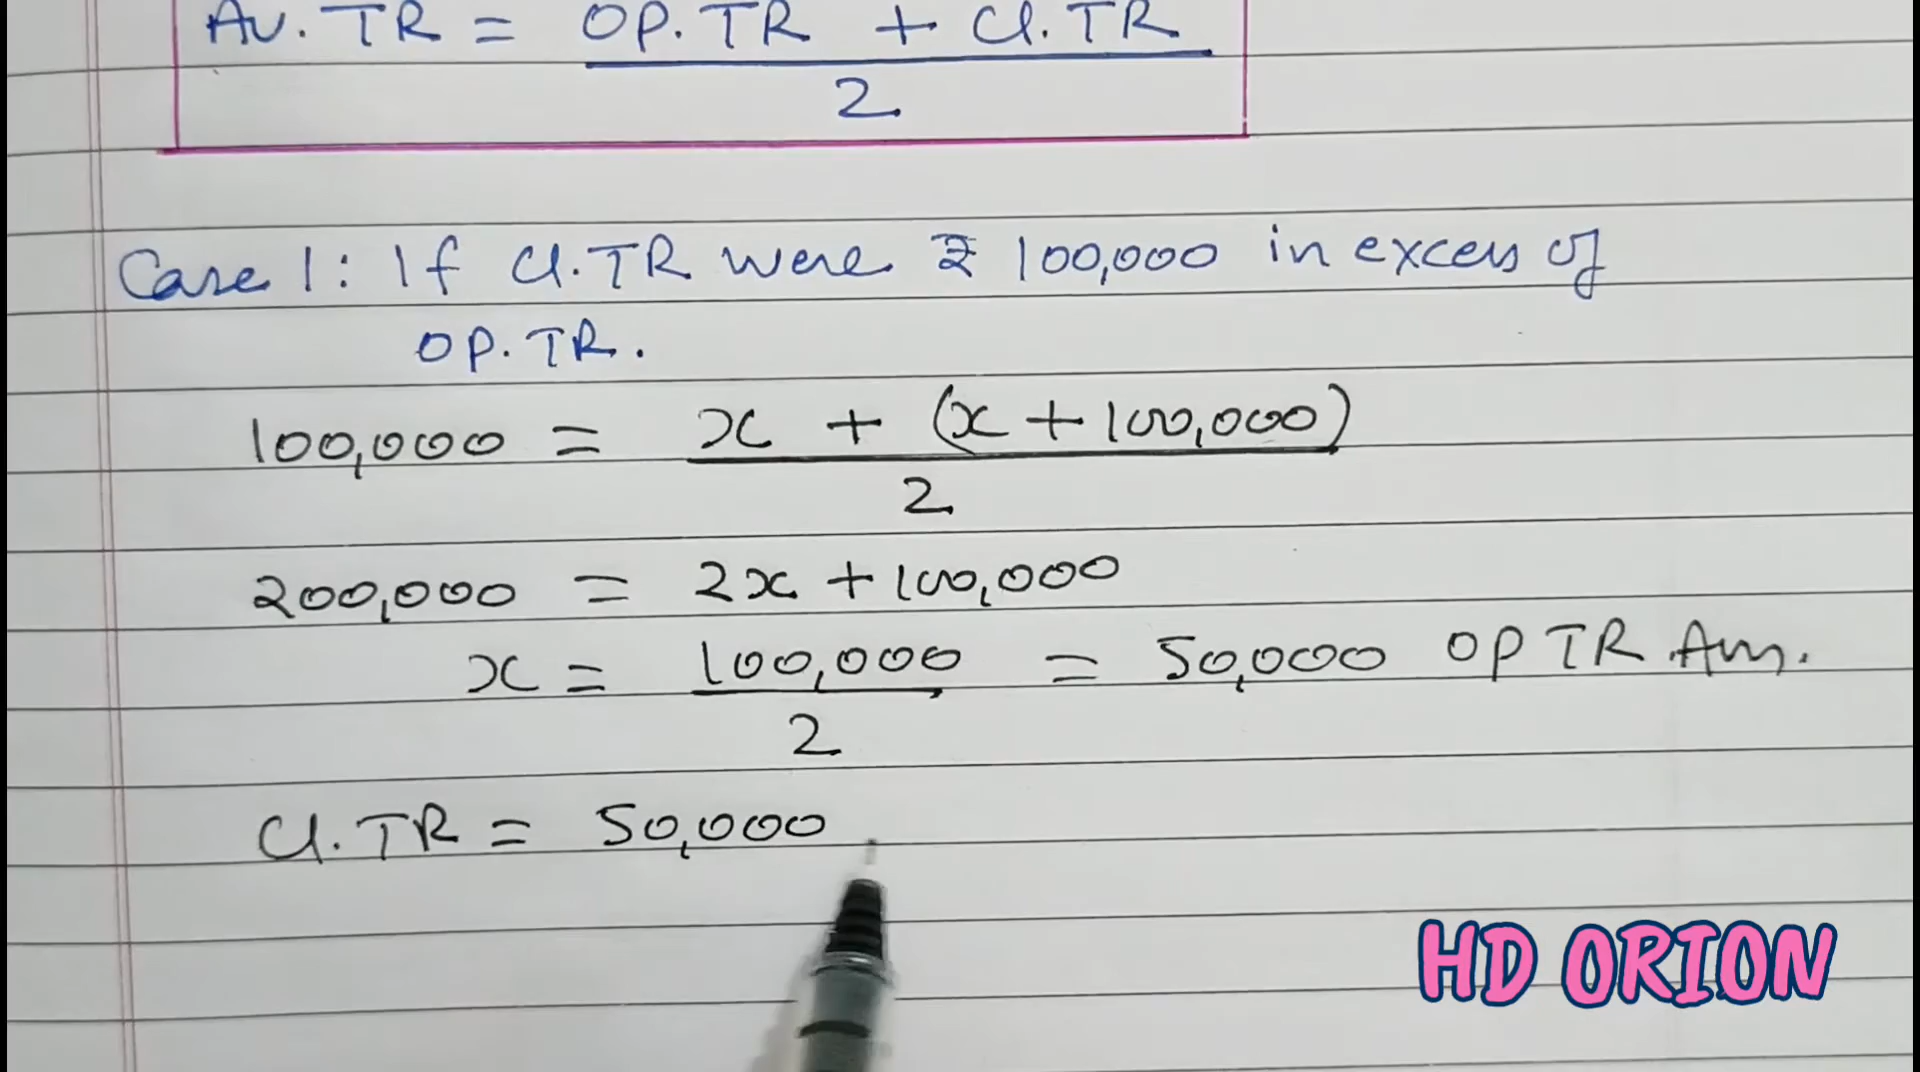 Av. TR = OP. TR + Cl. TR
2
Case 1: If Cl. TR were ₹ 100,000 in excess of
OP. TR.
100,000 = x + (x + 100,000)
2
200,000 = 2x + 100,000
x = 100,000 = 50,000 OP TR Ans.
2
Cl. TR = 50,000
HD ORION